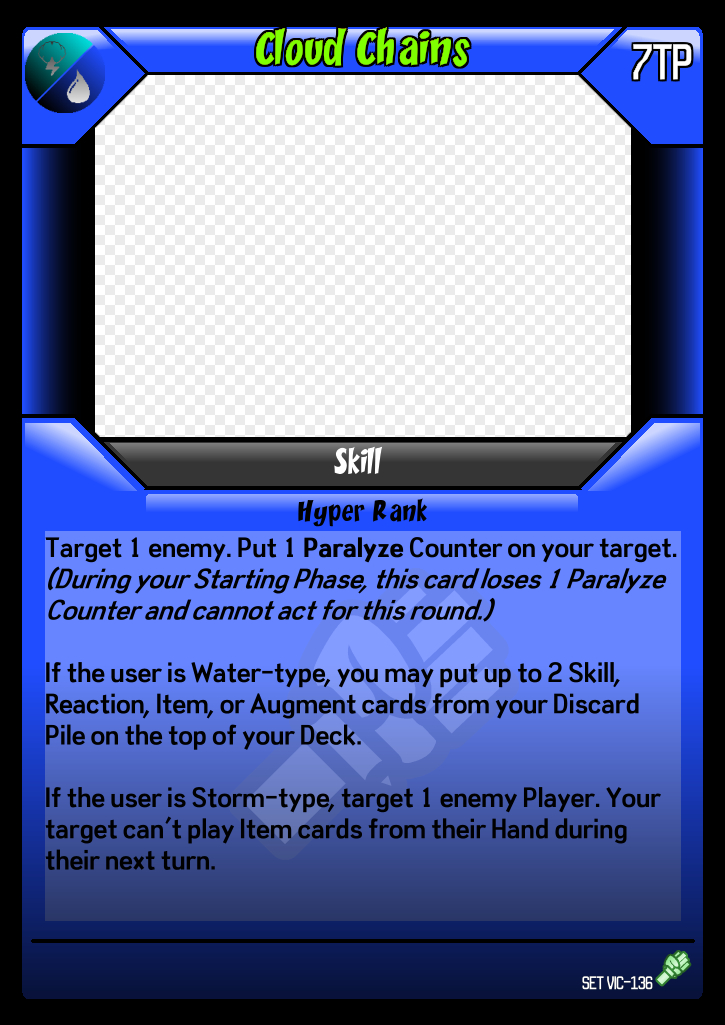 Cloud Chains
7TP
Skill
Hyper Rank
Target 1 enemy. Put 1 Paralyze Counter on your target.
(During your Starting Phase, this card loses 1 Paralyze
Counter and cannot act for this round.)
If the user is Water-type, you may put up to 2 Skill,
Reaction, Item, or Augment cards from your Discard
Pile on the top of your Deck.
If the user is Storm-type, target 1 enemy Player. Your
target can't play Item cards from their Hand during
their next turn.
SET VIC-136